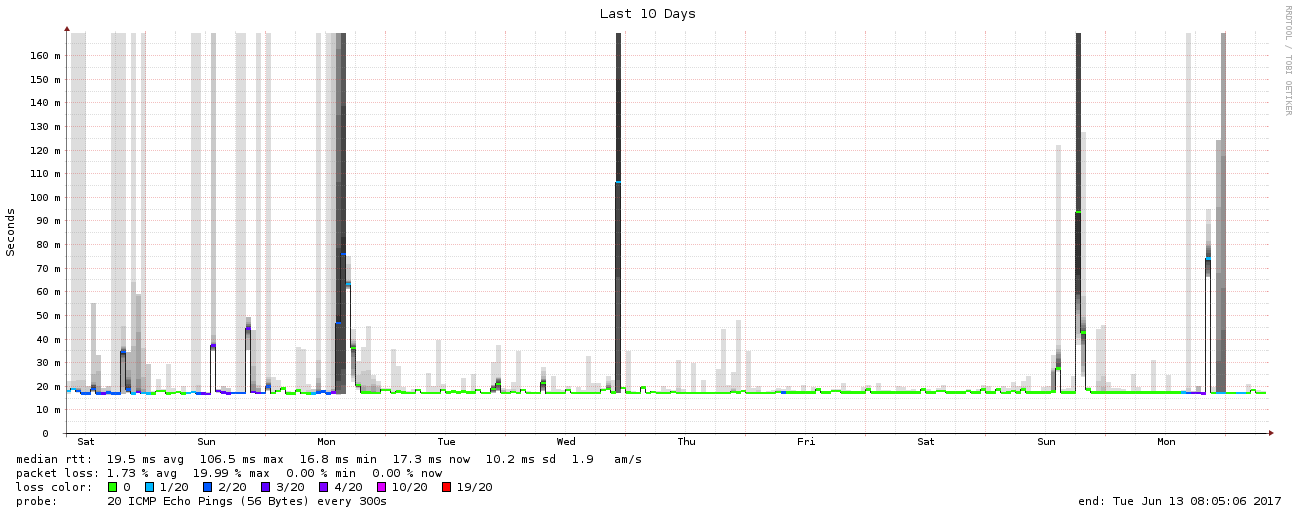 Last 10 Days
RRDTOOL / TOBI OETIKER
Seconds
160 m
150 m
140 m
130 m
120 m
110 m
100 m
90 m
80 m
70 m
60 m
50 m
40 m
30 m
20 m
10 m
0
Sat Sun Mon Tue Wed Thu Fri Sat Sun Mon
median rtt: 19.5 ms avg 106.5 ms max 16.8 ms min 17.3 ms now 10.2 ms sd 1.9 am/s
packet loss: 1.73 % avg 19.99 % max 0.00 % min 0.00 % now
loss color: 0 1/20 2/20 3/20 4/20 10/20 19/20
probe: 20 ICMP Echo Pings (56 Bytes) every 300s end: Tue Jun 13 08:05:06 2017